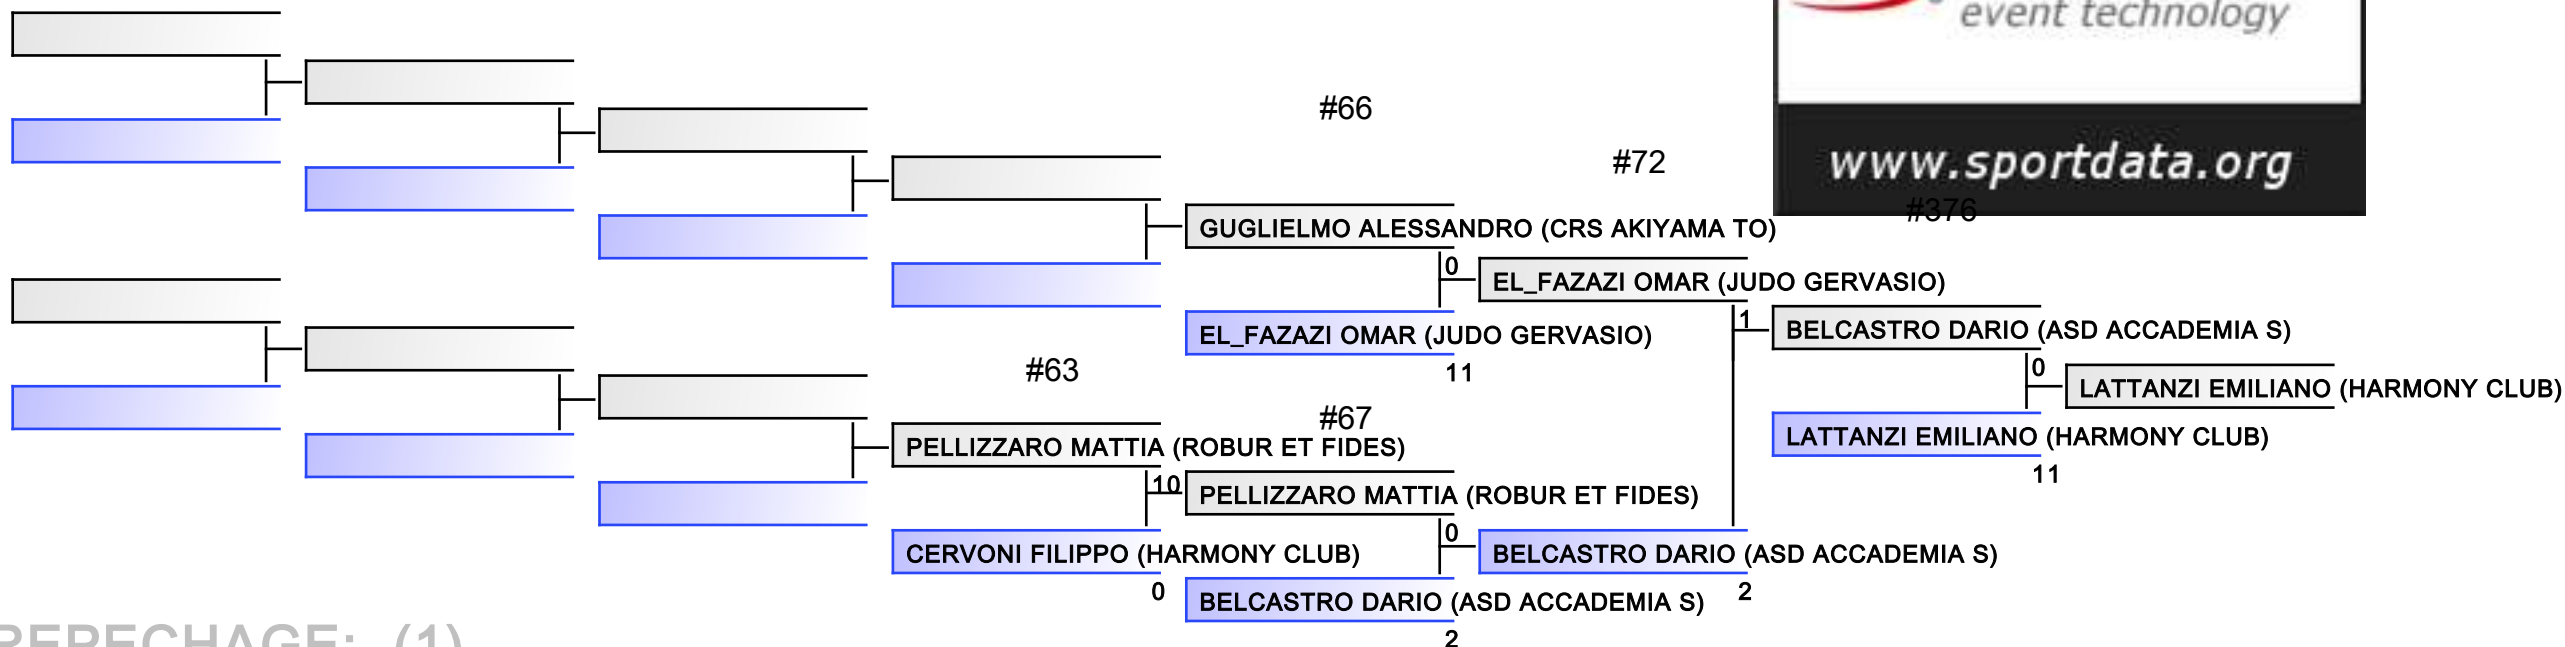 event technology
www.sportdata.org
#66
#72
#376
GUGLIELMO ALESSANDRO (CRS AKIYAMA TO)
0
EL_FAZAZI OMAR (JUDO GERVASIO)
EL_FAZAZI OMAR (JUDO GERVASIO)
11
1
BELCASTRO DARIO (ASD ACCADEMIA S)
0
LATTANZI EMILIANO (HARMONY CLUB)
LATTANZI EMILIANO (HARMONY CLUB)
11
#63
#67
PELLIZZARO MATTIA (ROBUR ET FIDES)
10
PELLIZZARO MATTIA (ROBUR ET FIDES)
0
CERVONI FILIPPO (HARMONY CLUB)
0
BELCASTRO DARIO (ASD ACCADEMIA S)
2
BELCASTRO DARIO (ASD ACCADEMIA S)
2
REPECHAGE: (1)